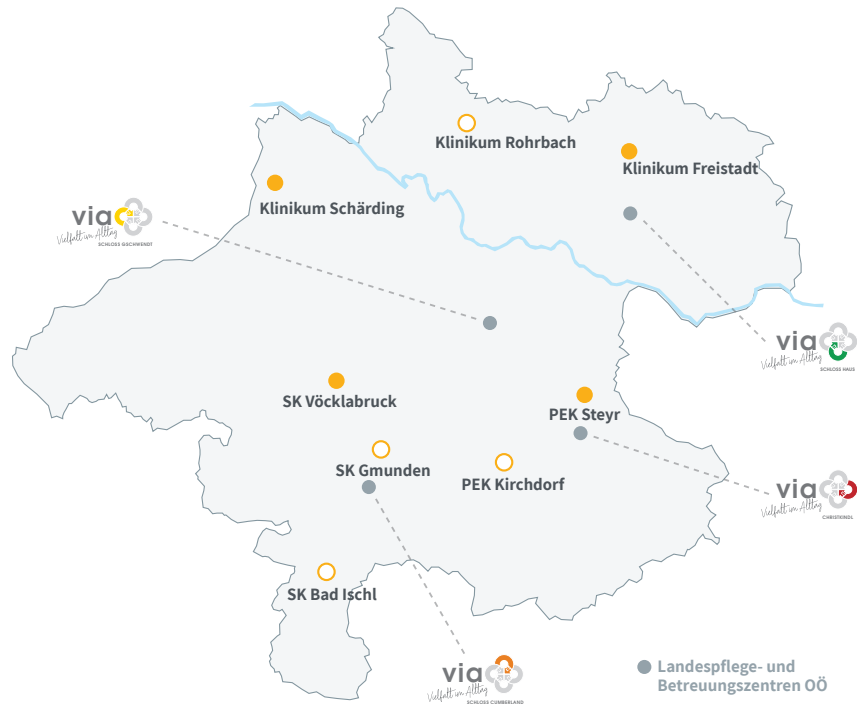 Klinikum Rohrbach
Klinikum Freistadt
Klinikum Schärding
via
Vielfalt im Alltag
SCHLOSS GSCHWENDT
via
Vielfalt im Alltag
SCHLOSS HAUS
SK Vöcklabruck
PEK Steyr
SK Gmunden
PEK Kirchdorf
via
Vielfalt im Alltag
CHRISTKINDL
SK Bad Ischl
via
Vielfalt im Alltag
SCHLOSS CUMBERLAND
Landespflege- und
Betreuungszentren OÖ